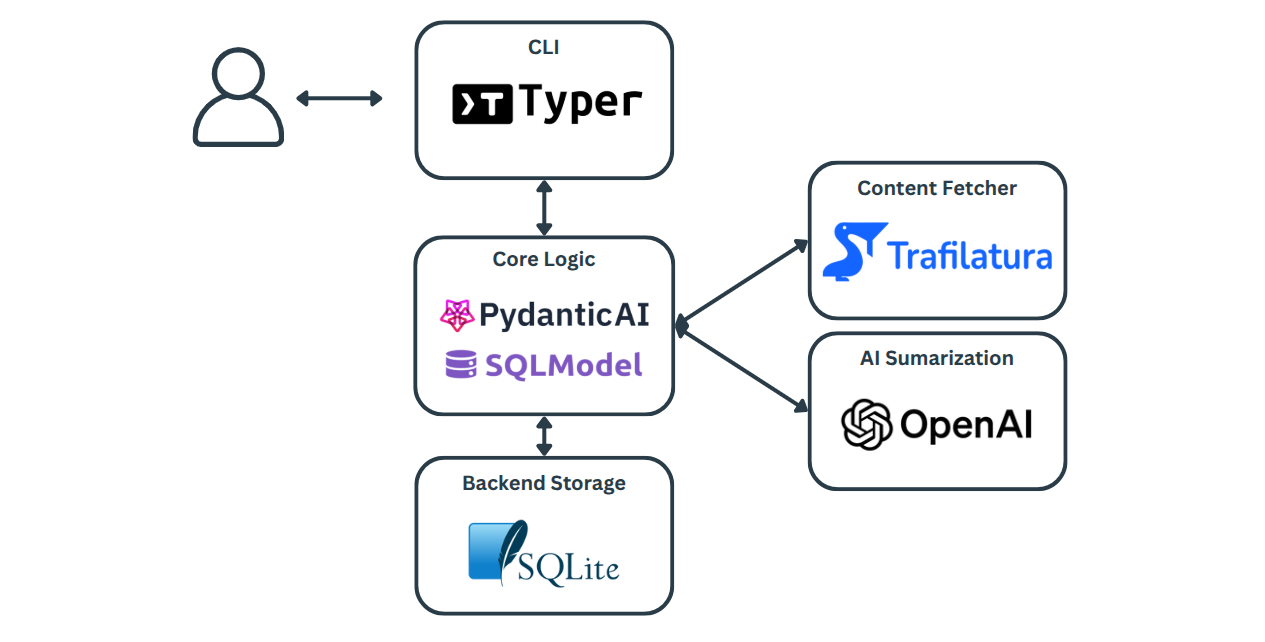 CLI
Typer
Core Logic
PydanticAI
SQLModel
Content Fetcher
Trafilatura
AI Sumarization
OpenAI
Backend Storage
SQLite